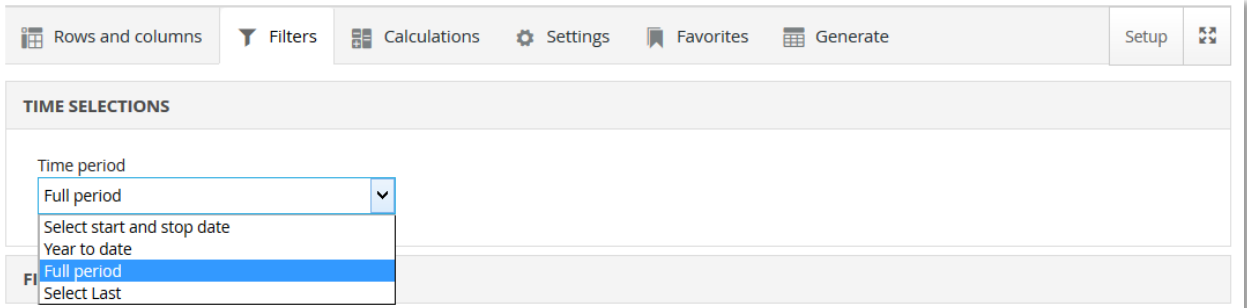 Rows and columns Filters Calculations Settings Favorites Generate Setup
TIME SELECTIONS
Time period
Full period
Select start and stop date
Year to date
Full period
Select Last